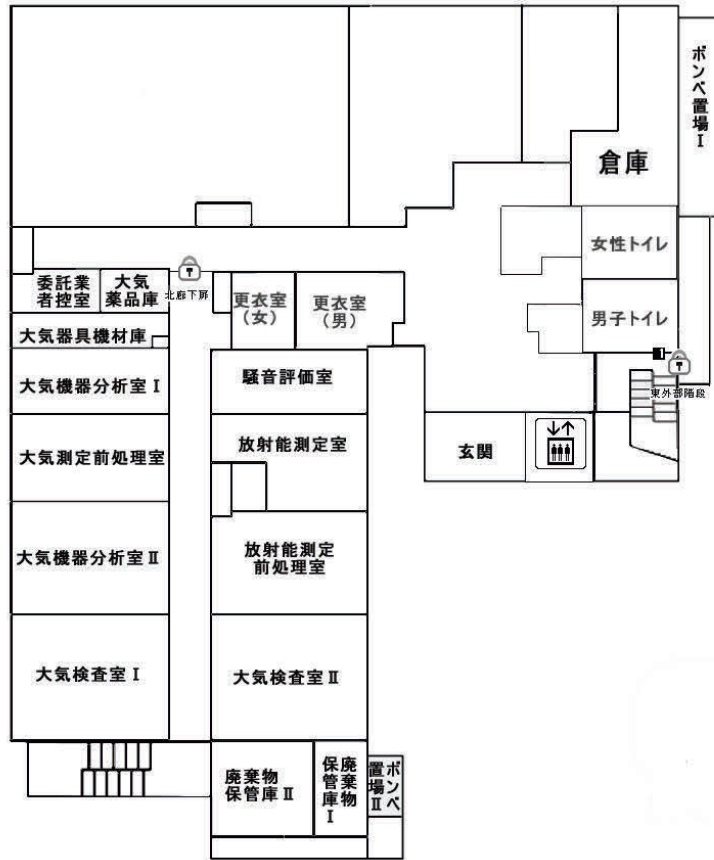 ボンベ置場Ⅰ
倉庫
女性トイレ
委託業
者控室
大気
薬品庫
北廊下扉
更衣室
(女)
更衣室
(男)
男子トイレ
大気器具機材庫
大気機器分析室Ⅰ
騒音評価室
東外部階段
大気測定前処理室
放射能測定室
玄関
大気機器分析室Ⅱ
放射能測定
前処理室
大気検査室Ⅰ
大気検査室Ⅱ
廃棄物
保管庫Ⅱ
廃棄物
保管庫Ⅰ
ボンベ
置場Ⅱ